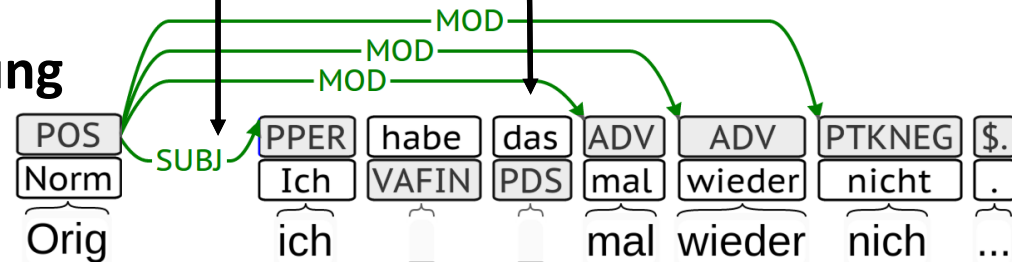 MOD
MOD
ung
MOD
POS PPER habe das ADV ADV PTKNEG $.
SUBJ
Norm Ich VAFIN PDS mal wieder nicht .
Orig ich mal wieder nich ...